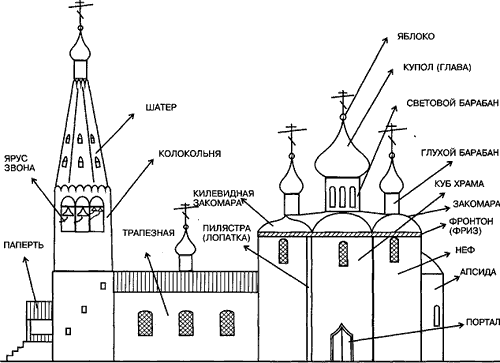 ЯБЛОКО
КУПОЛ (ГЛАВА)
СВЕТОВОЙ БАРАБАН
ШАТЕР
ЯРУС
ЗВОНА
КОЛОКОЛЬНЯ
ГЛУХОЙ БАРАБАН
КУБ ХРАМА
КИЛЕВИДНАЯ
ЗАКОМАРА
ЗАКОМАРА
ПИЛЯСТРА
(ЛОПАТКА)
ФРОНТОН
(ФРИЗ)
ПАПЕРТЬ
ТРАПЕЗНАЯ
НЕФ
АПСИДА
ПОРТАЛ